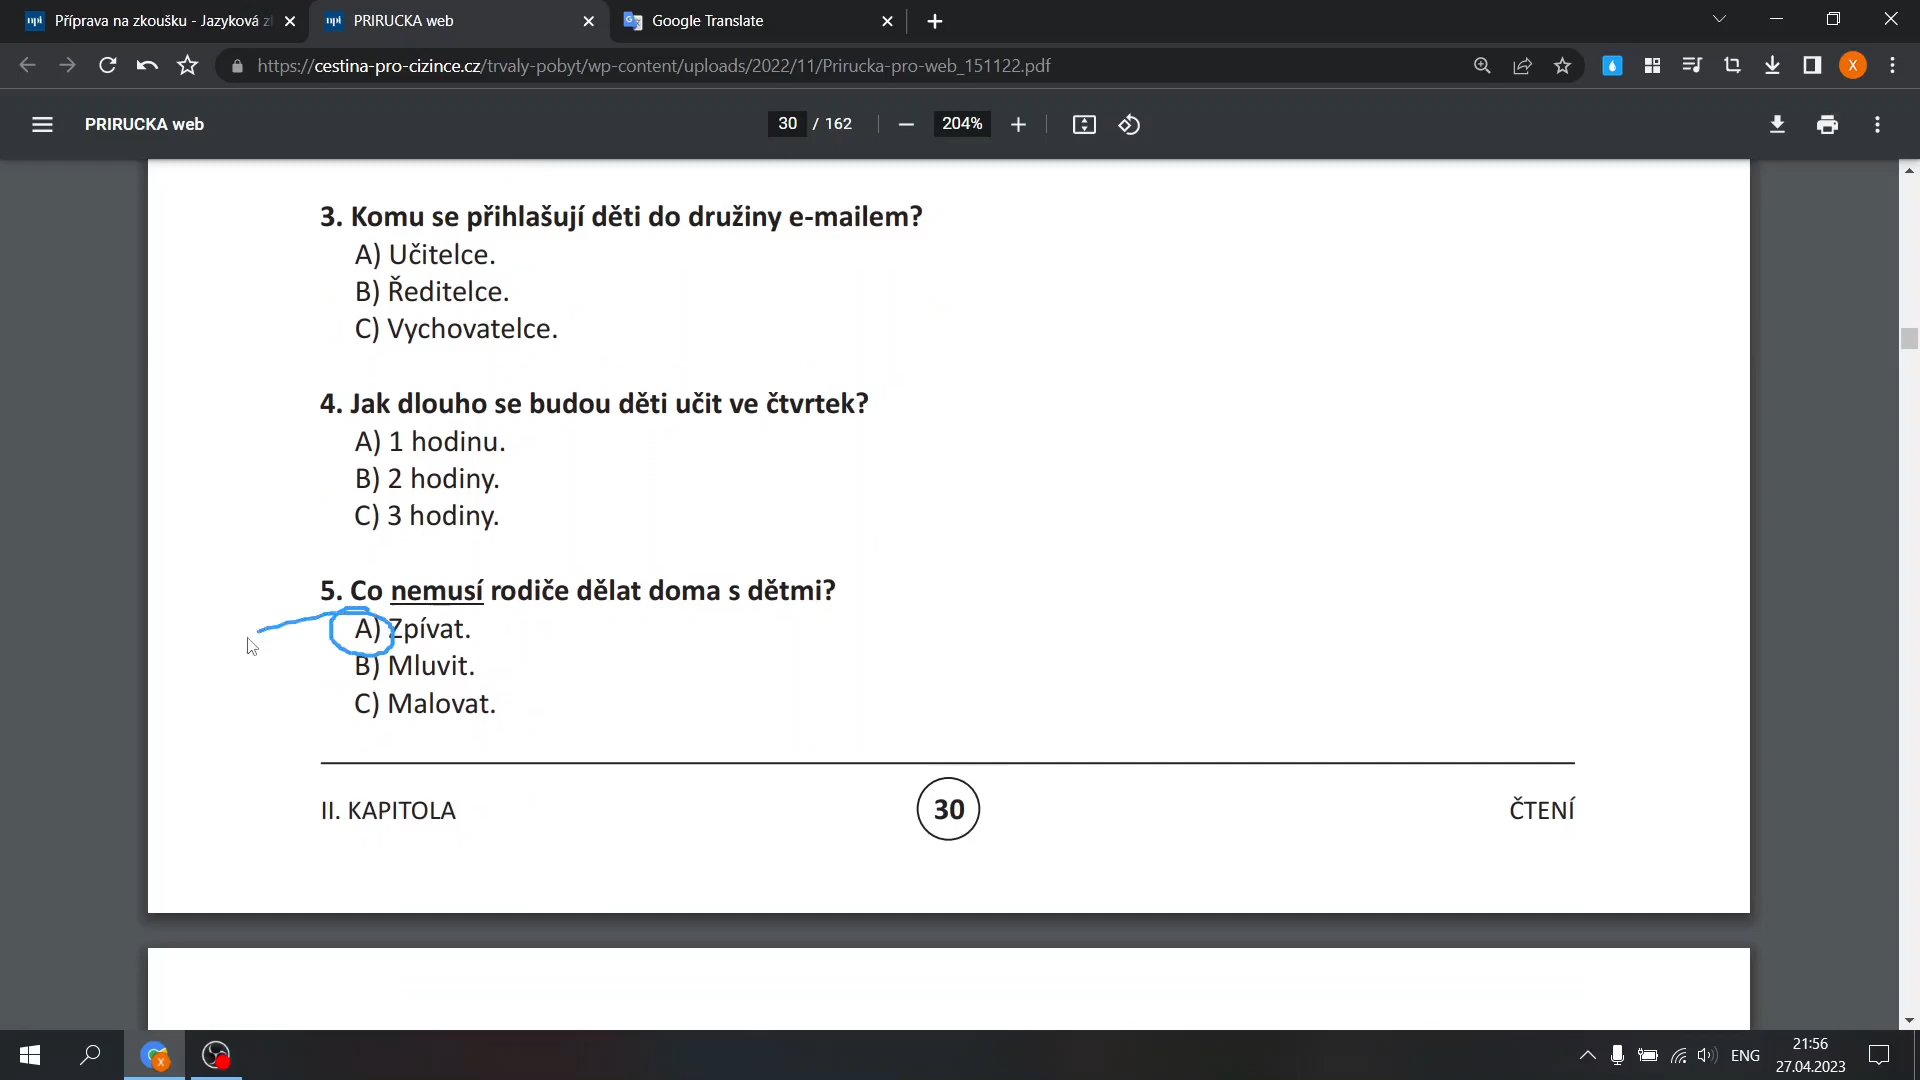 npi Příprava na zkoušku - Jazyková z
npi PRIRUCKA web
Google Translate
https://cestina-pro-cizince.cz/trvaly-pobyt/wp-content/uploads/2022/11/Prirucka-pro-web_151122.pdf
X
PRIRUCKA web
30 / 162
204%
3. Komu se přihlašují děti do družiny e-mailem?
A) Učitelce.
B) Ředitelce.
C) Vychovatelce.
4. Jak dlouho se budou děti učit ve čtvrtek?
A) 1 hodinu.
B) 2 hodiny.
C) 3 hodiny.
5. Co nemusí rodiče dělat doma s dětmi?
A) Zpívat.
B) Mluvit.
C) Malovat.
II. KAPITOLA
30
ČTENÍ
ENG
21:56
27.04.2023